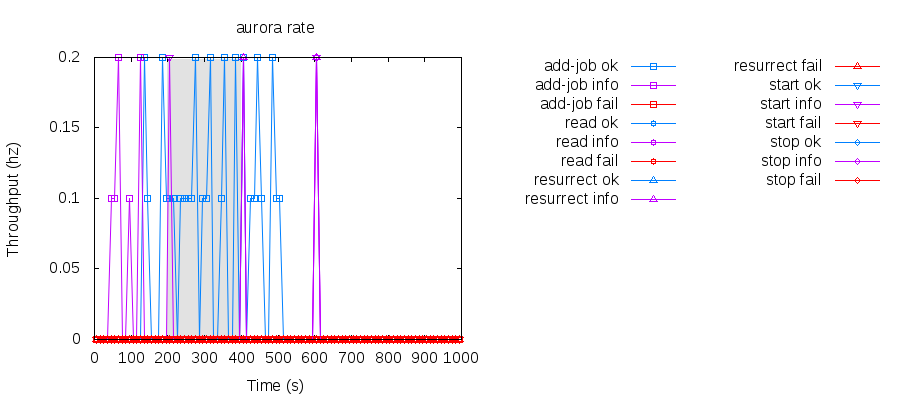 aurora rate
Throughput (hz)
0.2
0.15
0.1
0.05
0
0 100 200 300 400 500 600 700 800 900 1000
Time (s)
add-job ok
add-job info
add-job fail
read ok
read info
read fail
resurrect ok
resurrect info
resurrect fail
start ok
start info
start fail
stop ok
stop info
stop fail